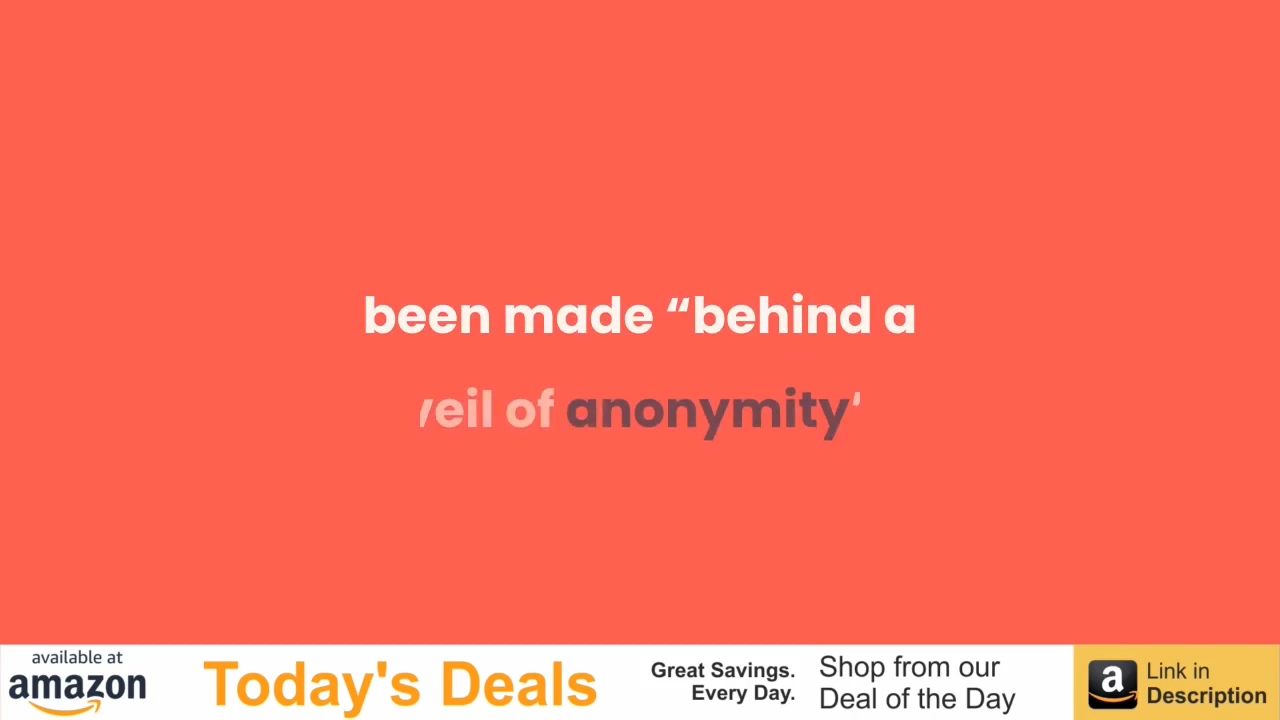 been made “behind a
veil of anonymity’
available at
amazon
Today's Deals
Great Savings.
Every Day.
Shop from our
Deal of the Day
a
Link in
Description